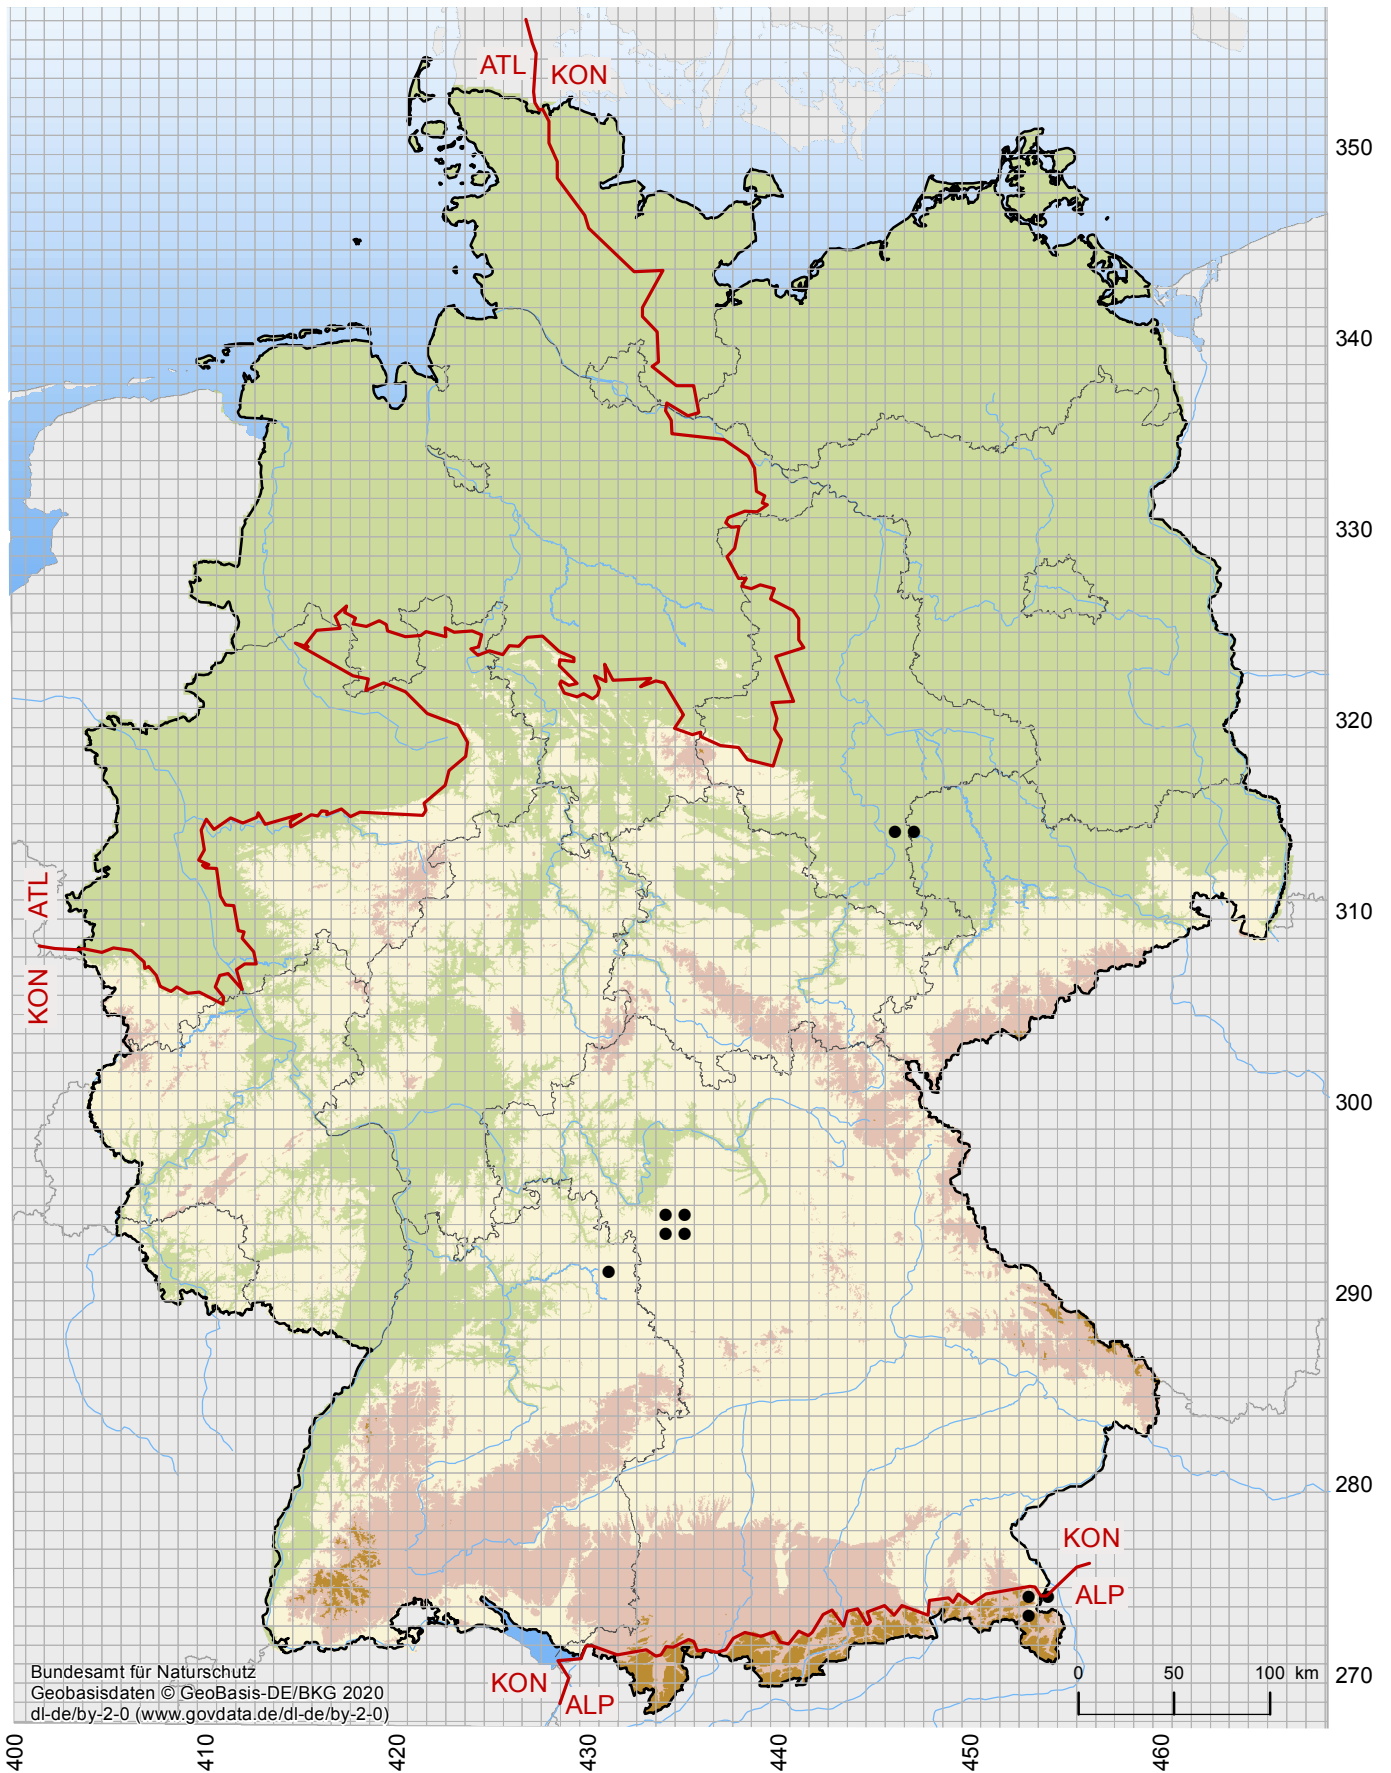 ATL
KON
350
340
330
320
ATL
KON
310
300
290
280
KON
ALP
KON
ALP
Bundesamt für Naturschutz
Geobasisdaten © GeoBasis-DE/BKG 2020
dl-de/by-2-0 (www.govdata.de/dl-de/by-2-0)
0 50 100 km
270
400 410 420 430 440 450 460